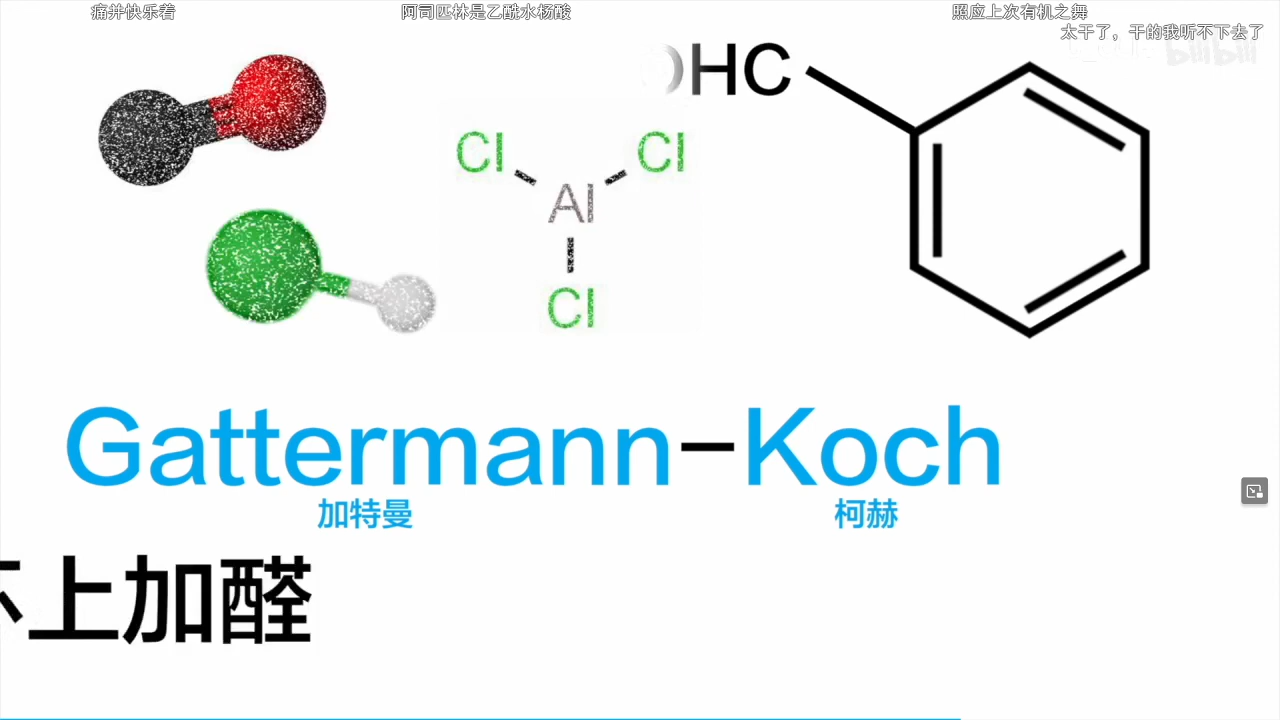 痛并快乐着
阿司匹林是乙酰水杨酸
照应上次有机之舞
太干了，干的我听不下去了
bilibili
OHC
Cl
Cl
Al
Cl
Gattermann-Koch
加特曼
柯赫
环上加醛